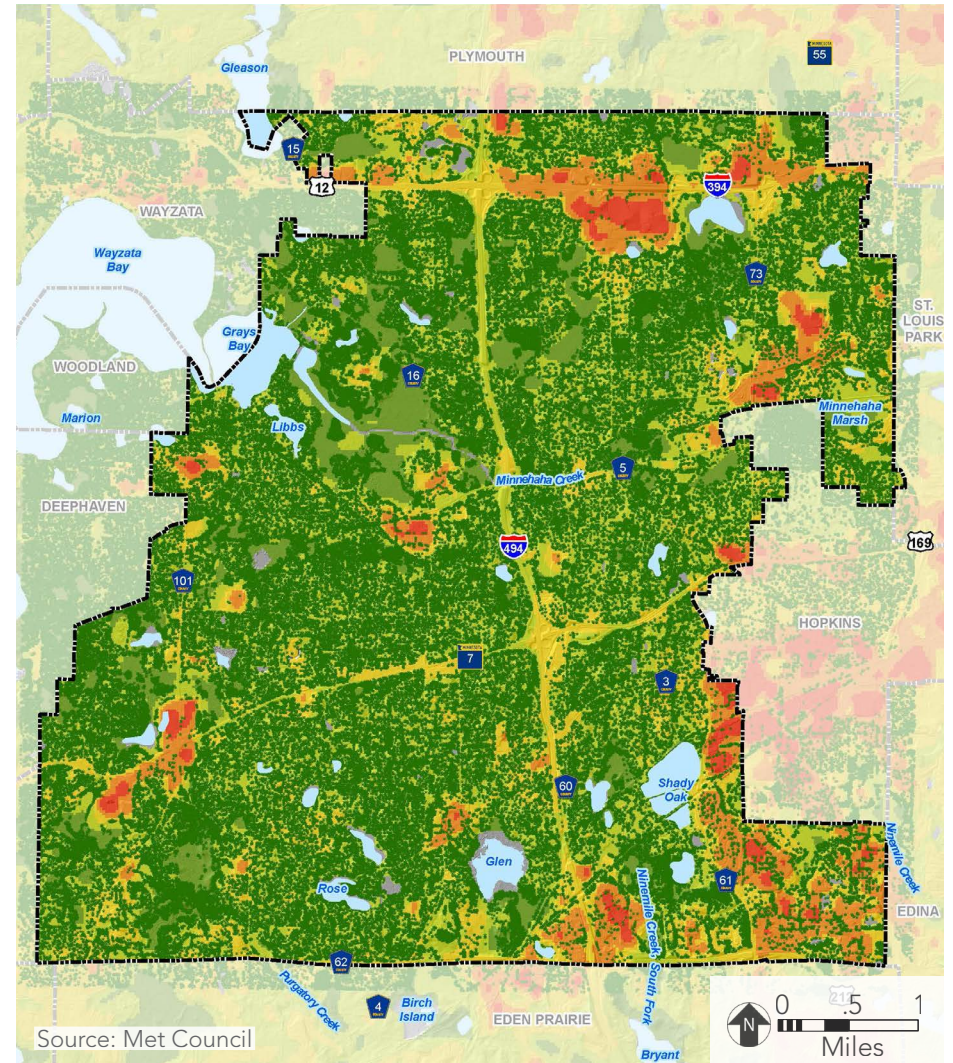 PLYMOUTH
MINNESOTA
55
Gleason
15
12
394
WAYZATA
Wayzata
Bay
73
ST.
LOUIS
PARK
Grays
Bay
WOODLAND
16
Marion
Libbs
Minnehaha
Marsh
5
Minnehaha Creek
DEEPHAVEN
494
169
101
HOPKINS
MINNESOTA
7
3
60
Shady
Oak
Glen
Rose
61
Ninemile Creek
Ninemile Creek, South Fork
EDINA
62
Purgatory Creek
4
Birch
Island
EDEN PRAIRIE
212
N
0 .5 1
Miles
Source: Met Council
Bryant